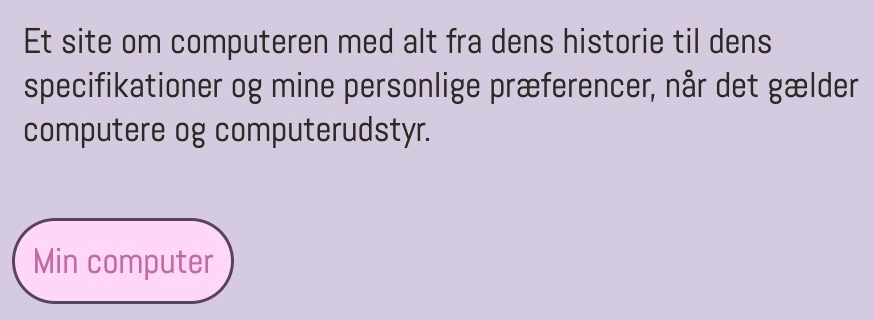 Et site om computeren med alt fra dens historie til dens
specifikationer og mine personlige præferencer, når det gælder
computere og computerudstyr.
Min computer